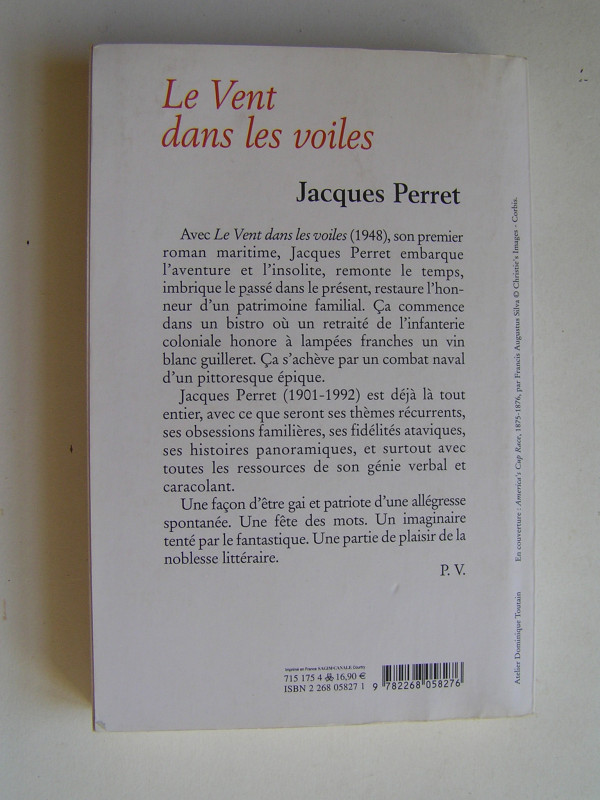 Le Vent
dans les voiles
Jacques Perret
Avec Le Vent dans les voiles (1948), son premier
roman maritime, Jacques Perret embarque
l'aventure et l'insolite, remonte le temps,
imbrique le passé dans le présent, restaure l'hon-
neur d'un patrimoine familial. Ça commence
dans un bistro où un retraité de l'infanterie
coloniale honore à lampées franches un vin
blanc guilleret. Ça s'achève par un combat naval
d'un pittoresque épique.
Jacques Perret (1901-1992) est déjà là tout
entier, avec ce que seront ses thèmes récurrents,
ses obsessions familières, ses fidélités ataviques,
ses histoires panoramiques, et surtout avec
toutes les ressources de son génie verbal et
caracolant.
Une façon d'être gai et patriote d'une allégresse
spontanée. Une fête des mots. Un imaginaire
tenté par le fantastique. Une partie de plaisir de la
noblesse littéraire.
P. V.
Imprimé en France SAGIM-CANALE Courtry
715 175 4 16,90 €
ISBN 2 268 05827 1
9 782268 058276
Atelier Dominique Toutain
En couverture : America's Cup Race, 1875-1876, par Francis Augustus Silva © Christie's Images - Corbis.